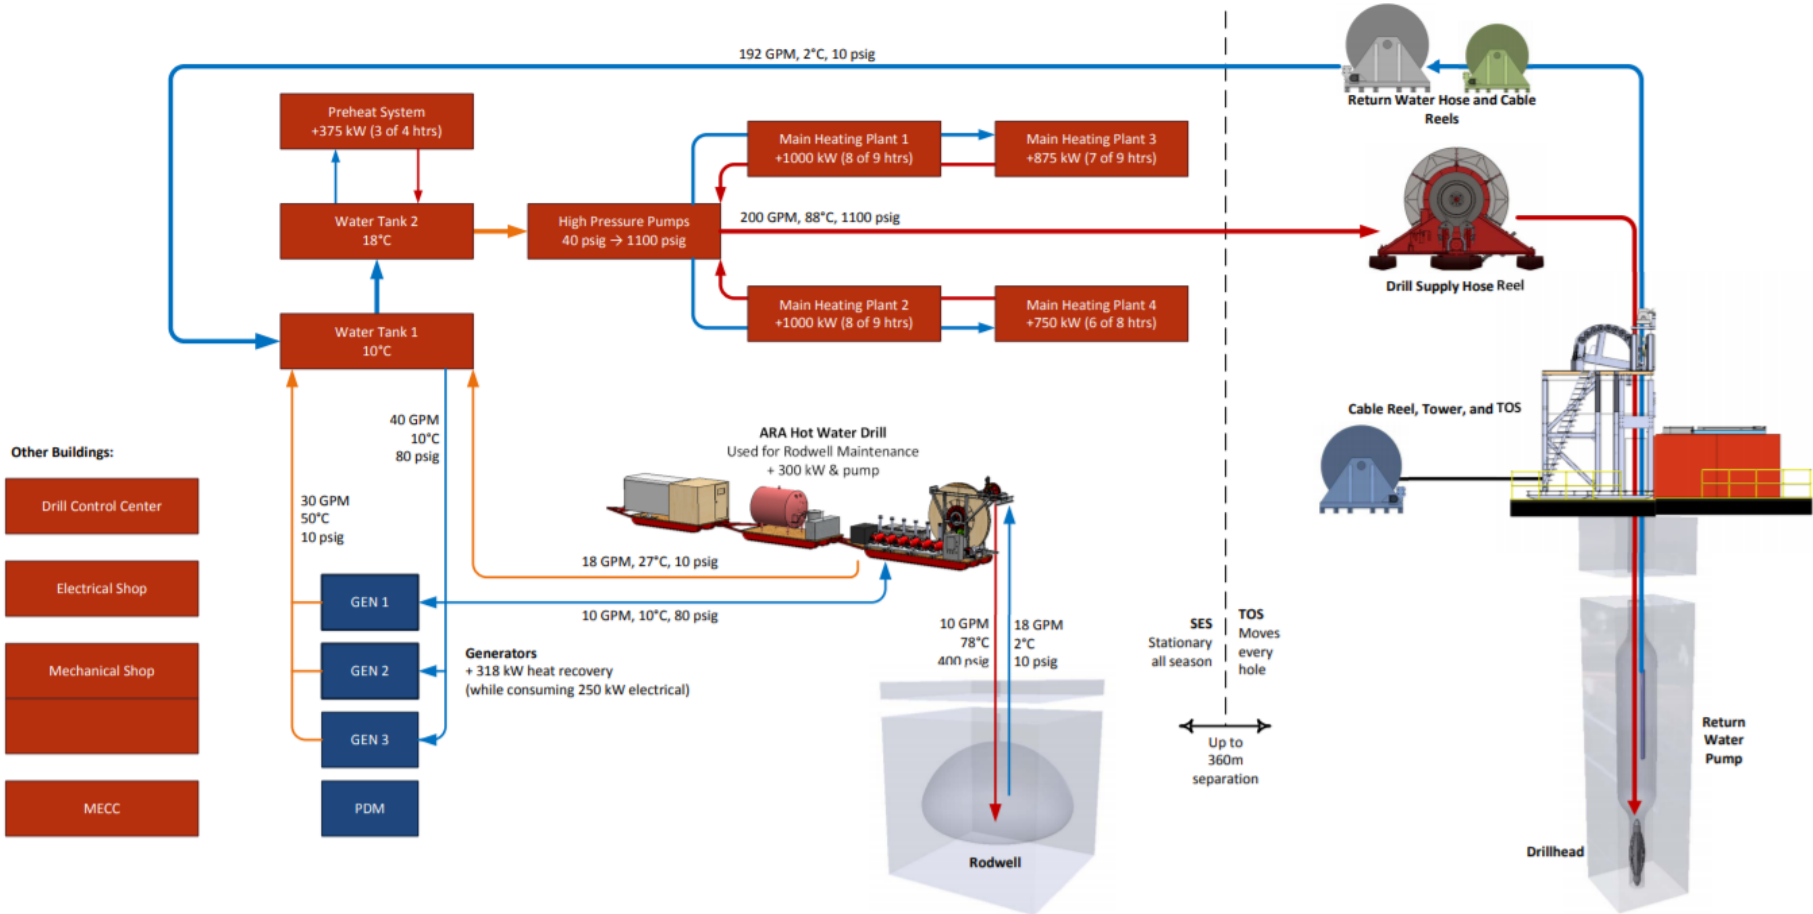 192 GPM, 2°C, 10 psig
Return Water Hose and Cable
Reels
Preheat System
+375 kW (3 of 4 htrs)
Main Heating Plant 1
+1000 kW (8 of 9 htrs)
Main Heating Plant 3
+875 kW (7 of 9 htrs)
Water Tank 2
18°C
High Pressure Pumps
40 psig → 1100 psig
200 GPM, 88°C, 1100 psig
Drill Supply Hose Reel
Main Heating Plant 2
+1000 kW (8 of 9 htrs)
Main Heating Plant 4
+750 kW (6 of 8 htrs)
Water Tank 1
10°C
40 GPM
10°C
80 psig
ARA Hot Water Drill
Used for Rodwell Maintenance
+ 300 kW & pump
Cable Reel, Tower, and TOS
Other Buildings:
Drill Control Center
Electrical Shop
Mechanical Shop
MECC
30 GPM
50°C
10 psig
18 GPM, 27°C, 10 psig
10 GPM, 10°C, 80 psig
GEN 1
GEN 2
GEN 3
PDM
Generators
+ 318 kW heat recovery
(while consuming 250 kW electrical)
10 GPM
78°C
400 psig
18 GPM
2°C
10 psig
Rodwell
SES
Stationary
all season
TOS
Moves
every
hole
Up to
360m
separation
Return
Water
Pump
Drillhead